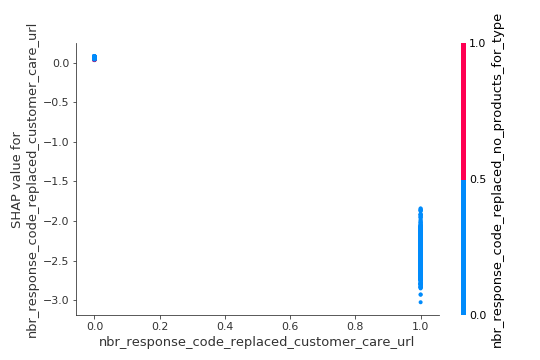 SHAP value for
nbr_response_code_replaced_customer_care_url
0.0
−0.5
−1.0
−1.5
−2.0
−2.5
−3.0
0.0 0.2 0.4 0.6 0.8 1.0
nbr_response_code_replaced_customer_care_url
1.0
0.5
0.0
nbr_response_code_replaced_no_products_for_type